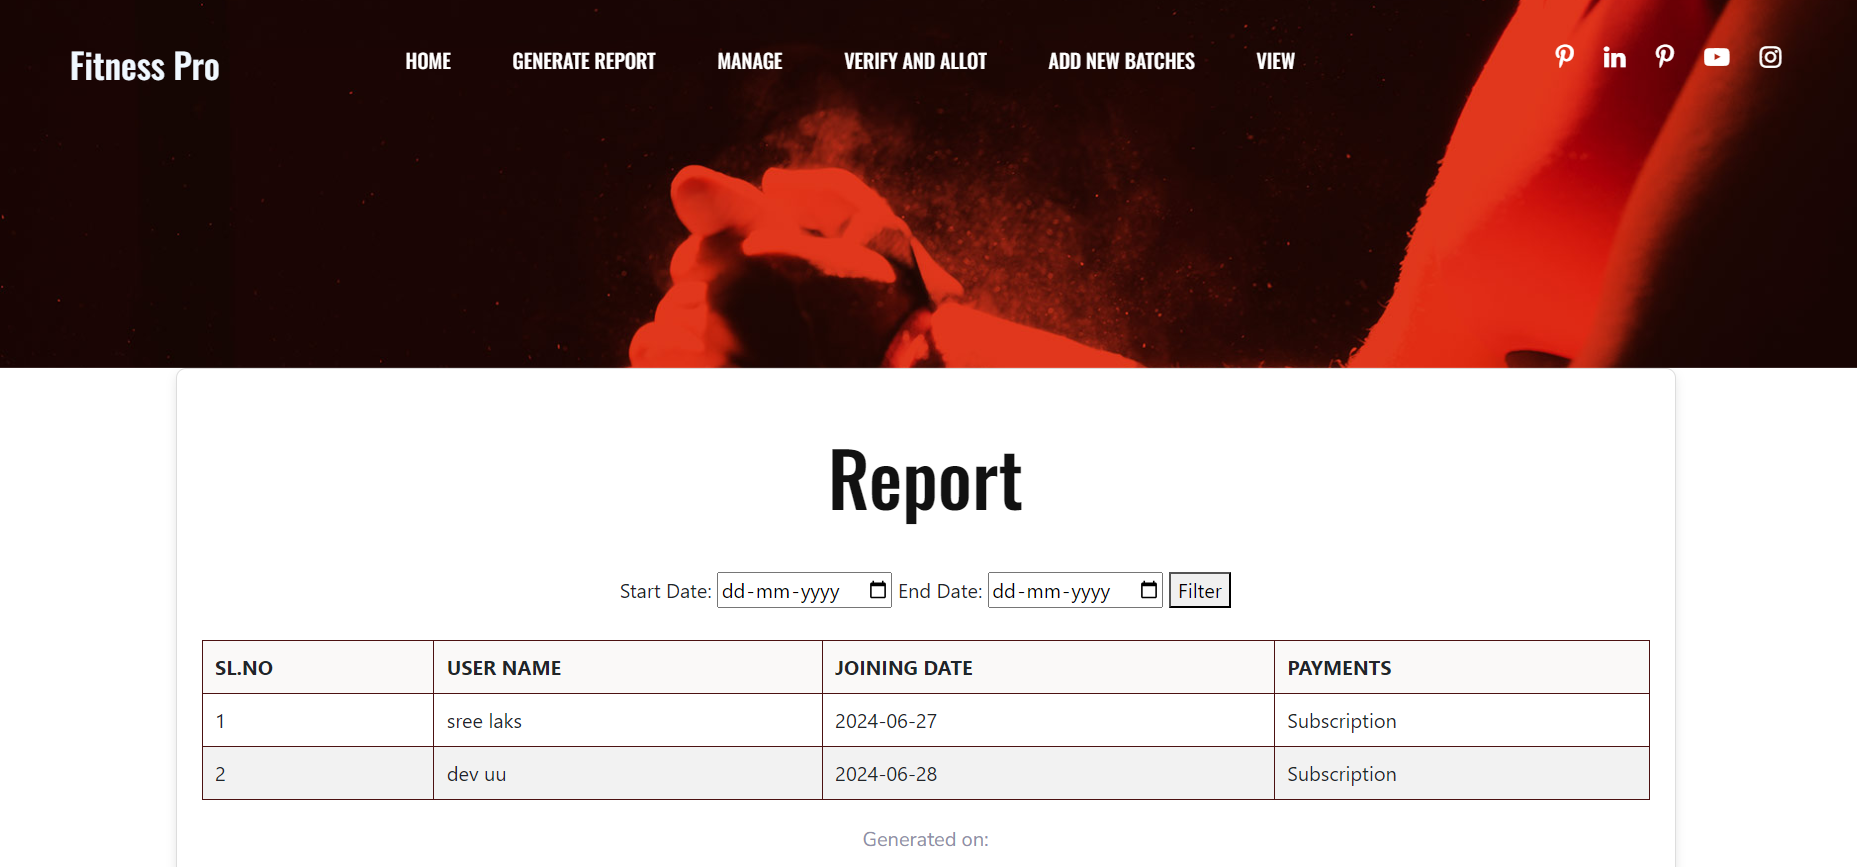 Fitness Pro HOME GENERATE REPORT MANAGE VERIFY AND ALLOT ADD NEW BATCHES VIEW
Report
Start Date: dd-mm-yyyy End Date: dd-mm-yyyy Filter
SL.NO USER NAME JOINING DATE PAYMENTS
1 sree laks 2024-06-27 Subscription
2 dev uu 2024-06-28 Subscription
Generated on: